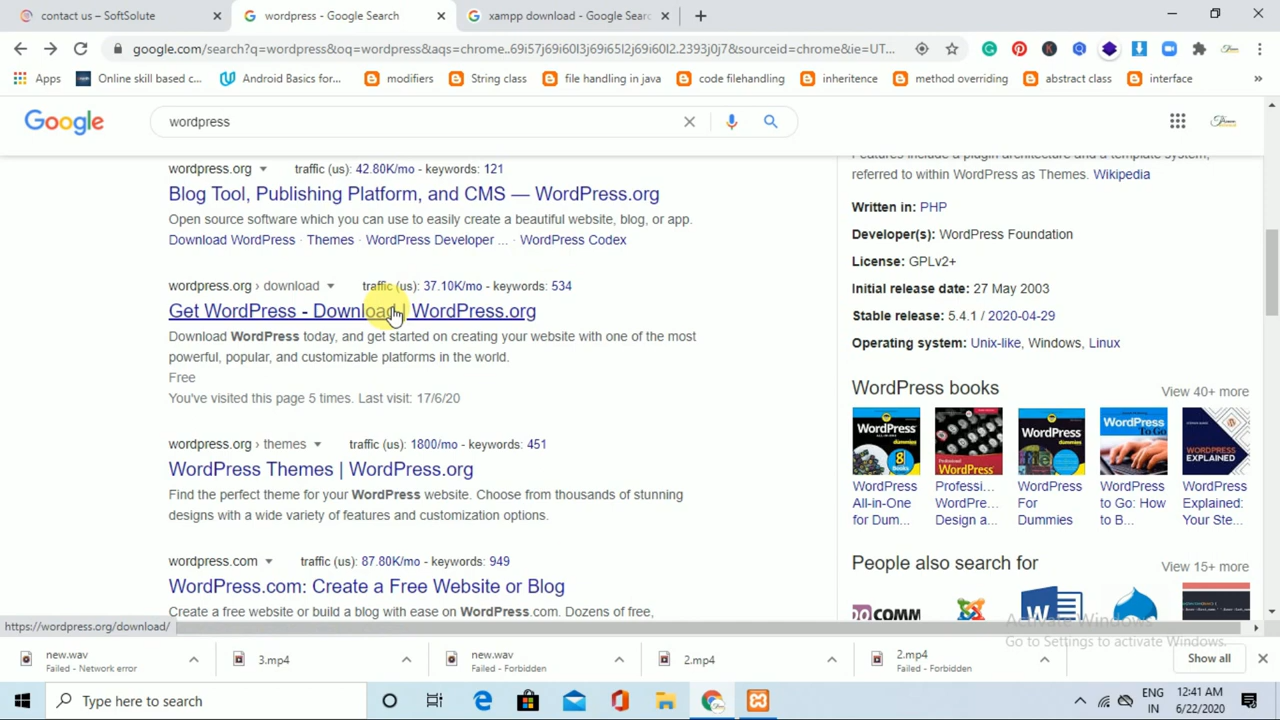 contact us – SoftSolute
wordpress - Google Search
xampp download - Google Searc
google.com/search?q=wordpress&oq=wordpress&aqs=chrome..69i57j69i60l3j69i65l2j69i60l2.2393j0j7&sourceid=chrome&ie=UT...
Apps
Online skill based c...
Android Basics for...
modifiers
String class
file handling in java
code filehandling
inheritence
method overriding
abstract class
interface
Google
wordpress
wordpress.org
traffic (us): 42.80K/mo - keywords: 121
Blog Tool, Publishing Platform, and CMS — WordPress.org
Open source software which you can use to easily create a beautiful website, blog, or app.
Download WordPress · Themes · WordPress Developer ... · WordPress Codex
wordpress.org › download
traffic (us): 37.10K/mo - keywords: 534
Get WordPress - Download | WordPress.org
Download WordPress today, and get started on creating your website with one of the most
powerful, popular, and customizable platforms in the world.
Free
You've visited this page 5 times. Last visit: 17/6/20
wordpress.org › themes
traffic (us): 1800/mo - keywords: 451
WordPress Themes | WordPress.org
Find the perfect theme for your WordPress website. Choose from thousands of stunning
designs with a wide variety of features and customization options.
wordpress.com
traffic (us): 87.80K/mo - keywords: 949
WordPress.com: Create a Free Website or Blog
Create a free website or build a blog with ease on WordPress.com. Dozens of free,
Features include a plugin architecture and a template system,
referred to within WordPress as Themes. Wikipedia
Written in: PHP
Developer(s): WordPress Foundation
License: GPLv2+
Initial release date: 27 May 2003
Stable release: 5.4.1 / 2020-04-29
Operating system: Unix-like, Windows, Linux
WordPress books
View 40+ more
WordPress All-in-One for Dum...
Professi... WordPre... Design a...
WordPress For Dummies
WordPress to Go: How to B...
WordPress Explained: Your Ste...
People also search for
View 15+ more
Activate Windows
Go to Settings to activate Windows.
https://wordpress.org/download/
new.wav
Failed - Network error
3.mp4
new.wav
Failed - Forbidden
2.mp4
2.mp4
Failed - Forbidden
Show all
Type here to search
ENG
IN
12:41 AM
6/22/2020